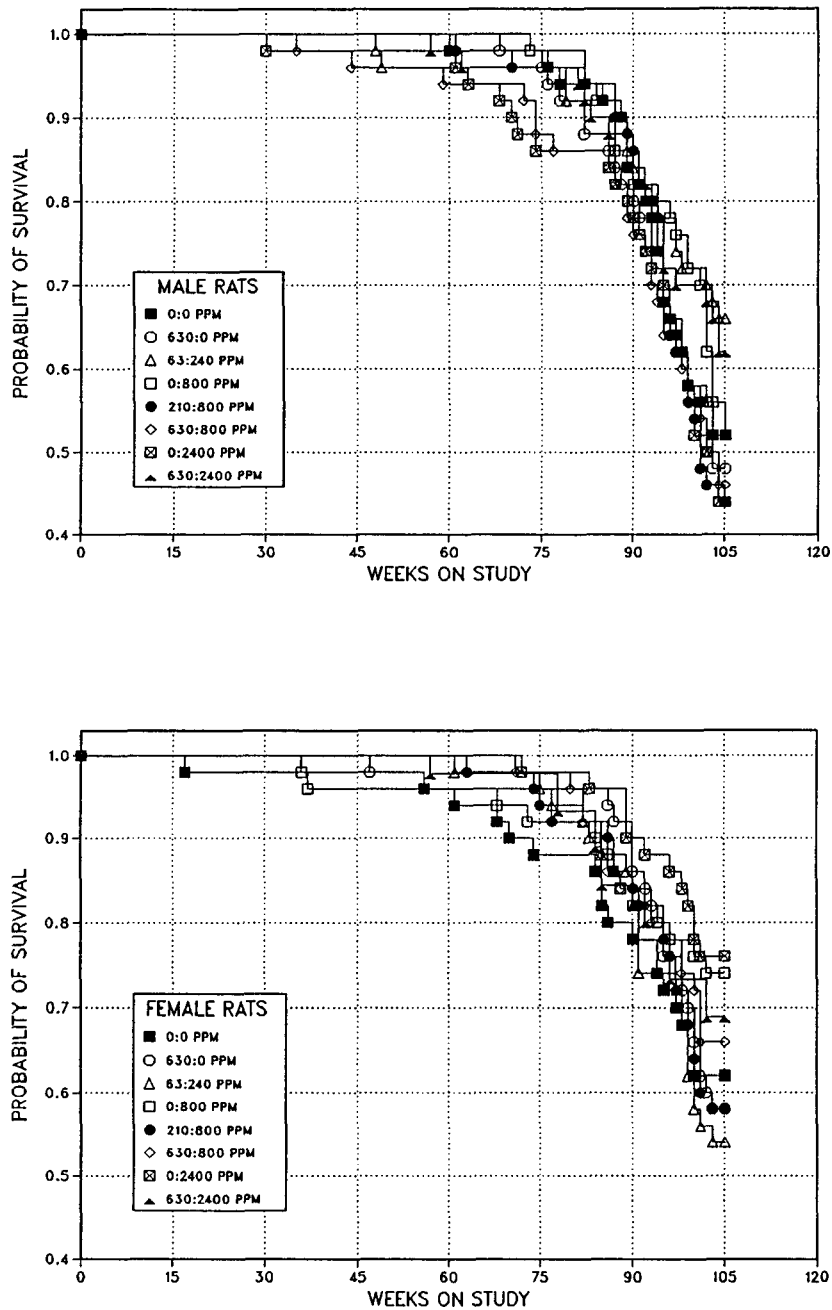 PROBABILITY OF SURVIVAL
1.0
0.9
0.8
0.7
0.6
0.5
0.4
MALE RATS
0:0 PPM
630:0 PPM
63:240 PPM
0:800 PPM
210:800 PPM
630:800 PPM
0:2400 PPM
630:2400 PPM
0 15 30 45 60 75 90 105 120
WEEKS ON STUDY
PROBABILITY OF SURVIVAL
1.0
0.9
0.8
0.7
0.6
0.5
0.4
FEMALE RATS
0:0 PPM
630:0 PPM
63:240 PPM
0:800 PPM
210:800 PPM
630:800 PPM
0:2400 PPM
630:2400 PPM
0 15 30 45 60 75 90 105 120
WEEKS ON STUDY